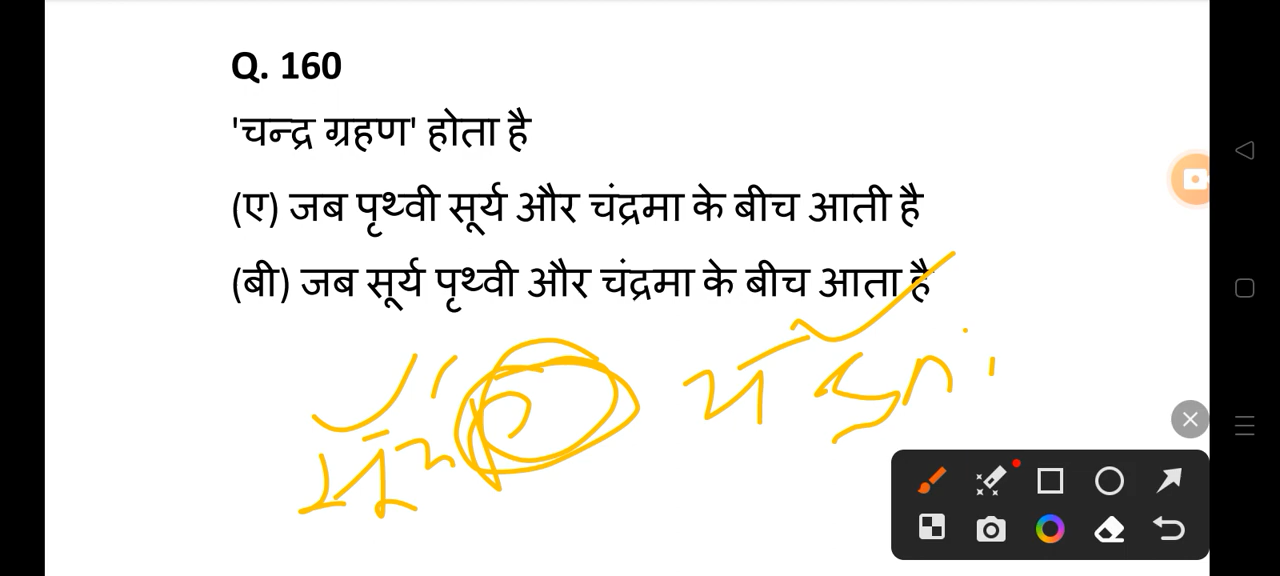 Q. 160
'चन्द्र ग्रहण' होता है
(ए) जब पृथ्वी सूर्य और चंद्रमा के बीच आती है
(बी) जब सूर्य पृथ्वी और चंद्रमा के बीच आता है